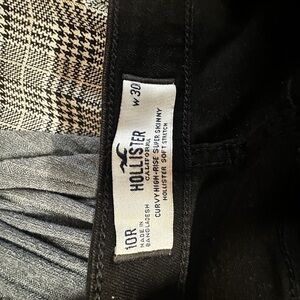 W 30
HOLLISTER
CALIFORNIA
CURVY HIGH-RISE SUPER SKINNY
HOLLISTER SOFT STRETCH
10R
MADE IN
BANGLADESH